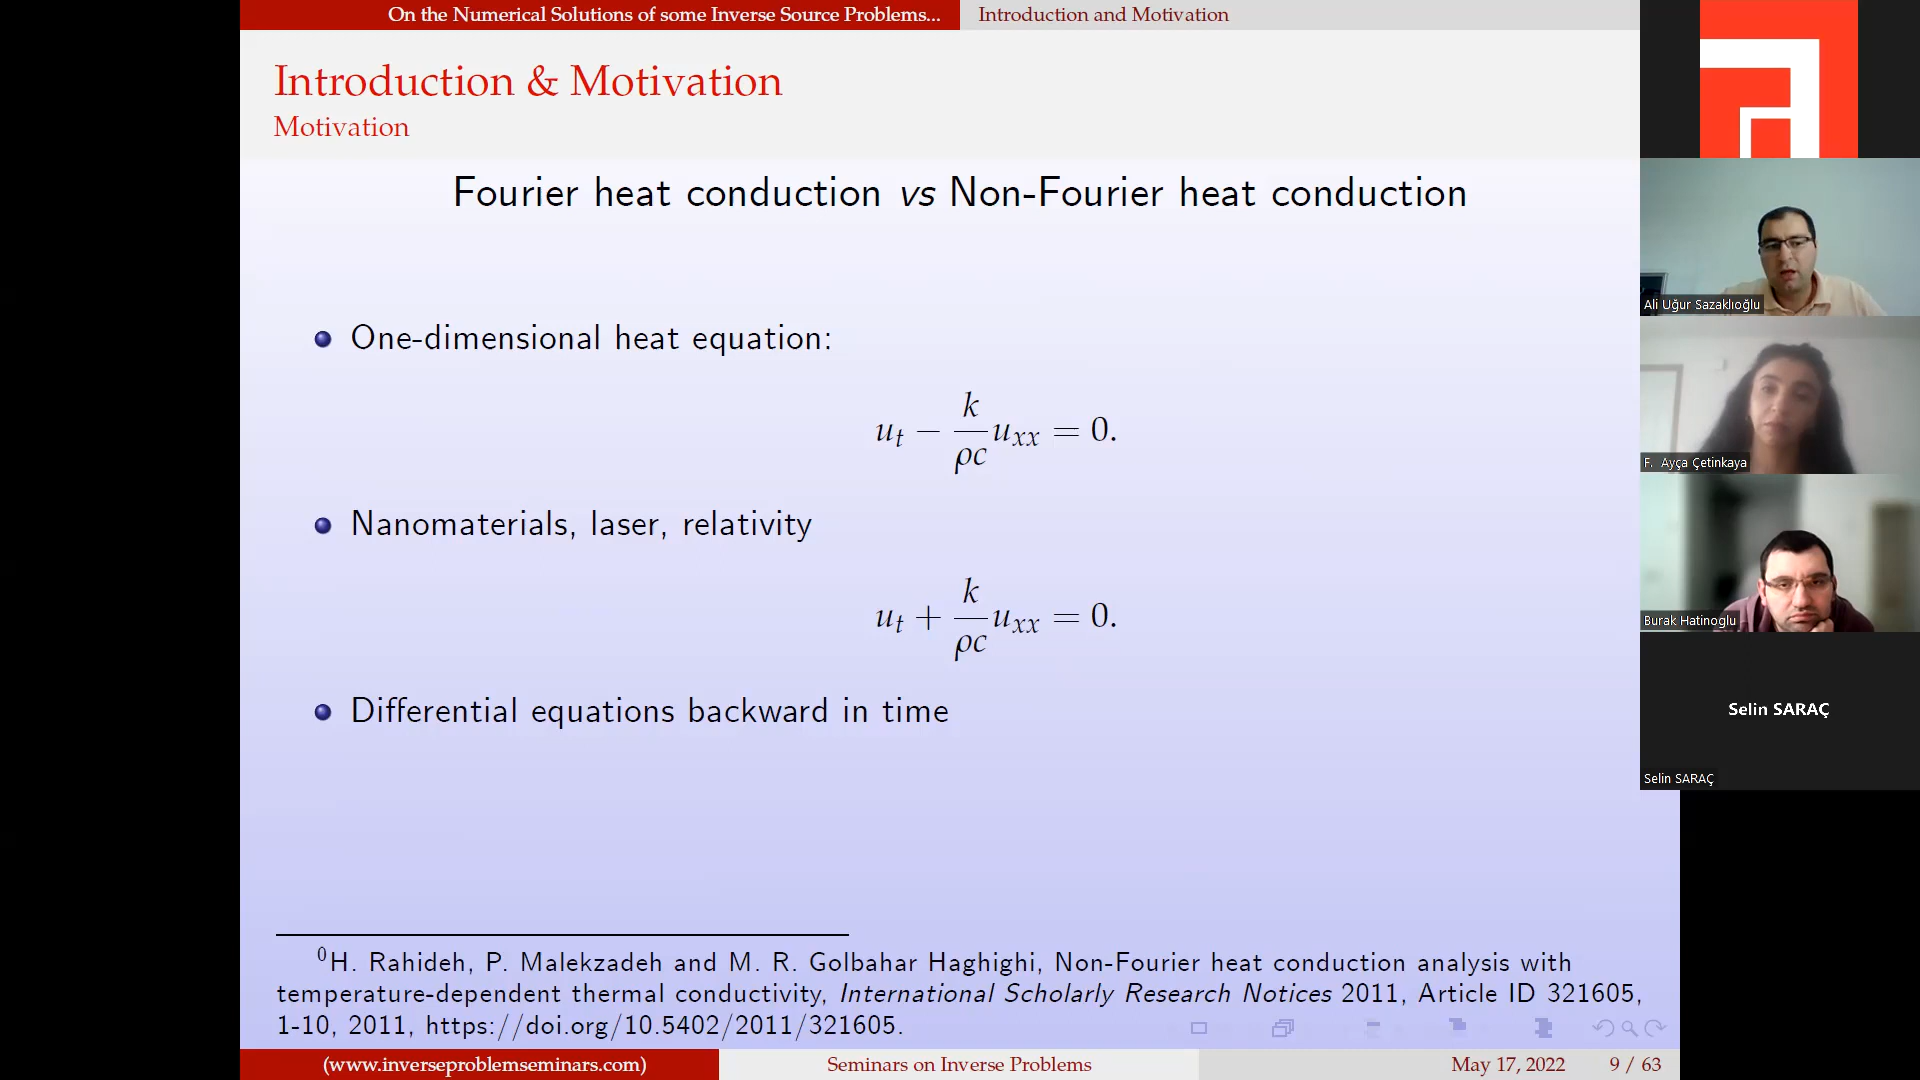 On the Numerical Solutions of some Inverse Source Problems...
Introduction and Motivation
Introduction & Motivation
Motivation
Fourier heat conduction vs Non-Fourier heat conduction
One-dimensional heat equation:
u_t − k/ρc u_xx = 0.
Nanomaterials, laser, relativity
u_t + k/ρc u_xx = 0.
Differential equations backward in time
⁰H. Rahideh, P. Malekzadeh and M. R. Golbahar Haghighi, Non-Fourier heat conduction analysis with
temperature-dependent thermal conductivity, International Scholarly Research Notices 2011, Article ID 321605,
1-10, 2011, https://doi.org/10.5402/2011/321605.
(www.inverseproblemseminars.com)
Seminars on Inverse Problems
May 17, 2022
9 / 63
Ali Uğur Sazaklıoğlu
F. Ayça Çetinkaya
Burak Hatinoglu
Selin SARAÇ
Selin SARAÇ